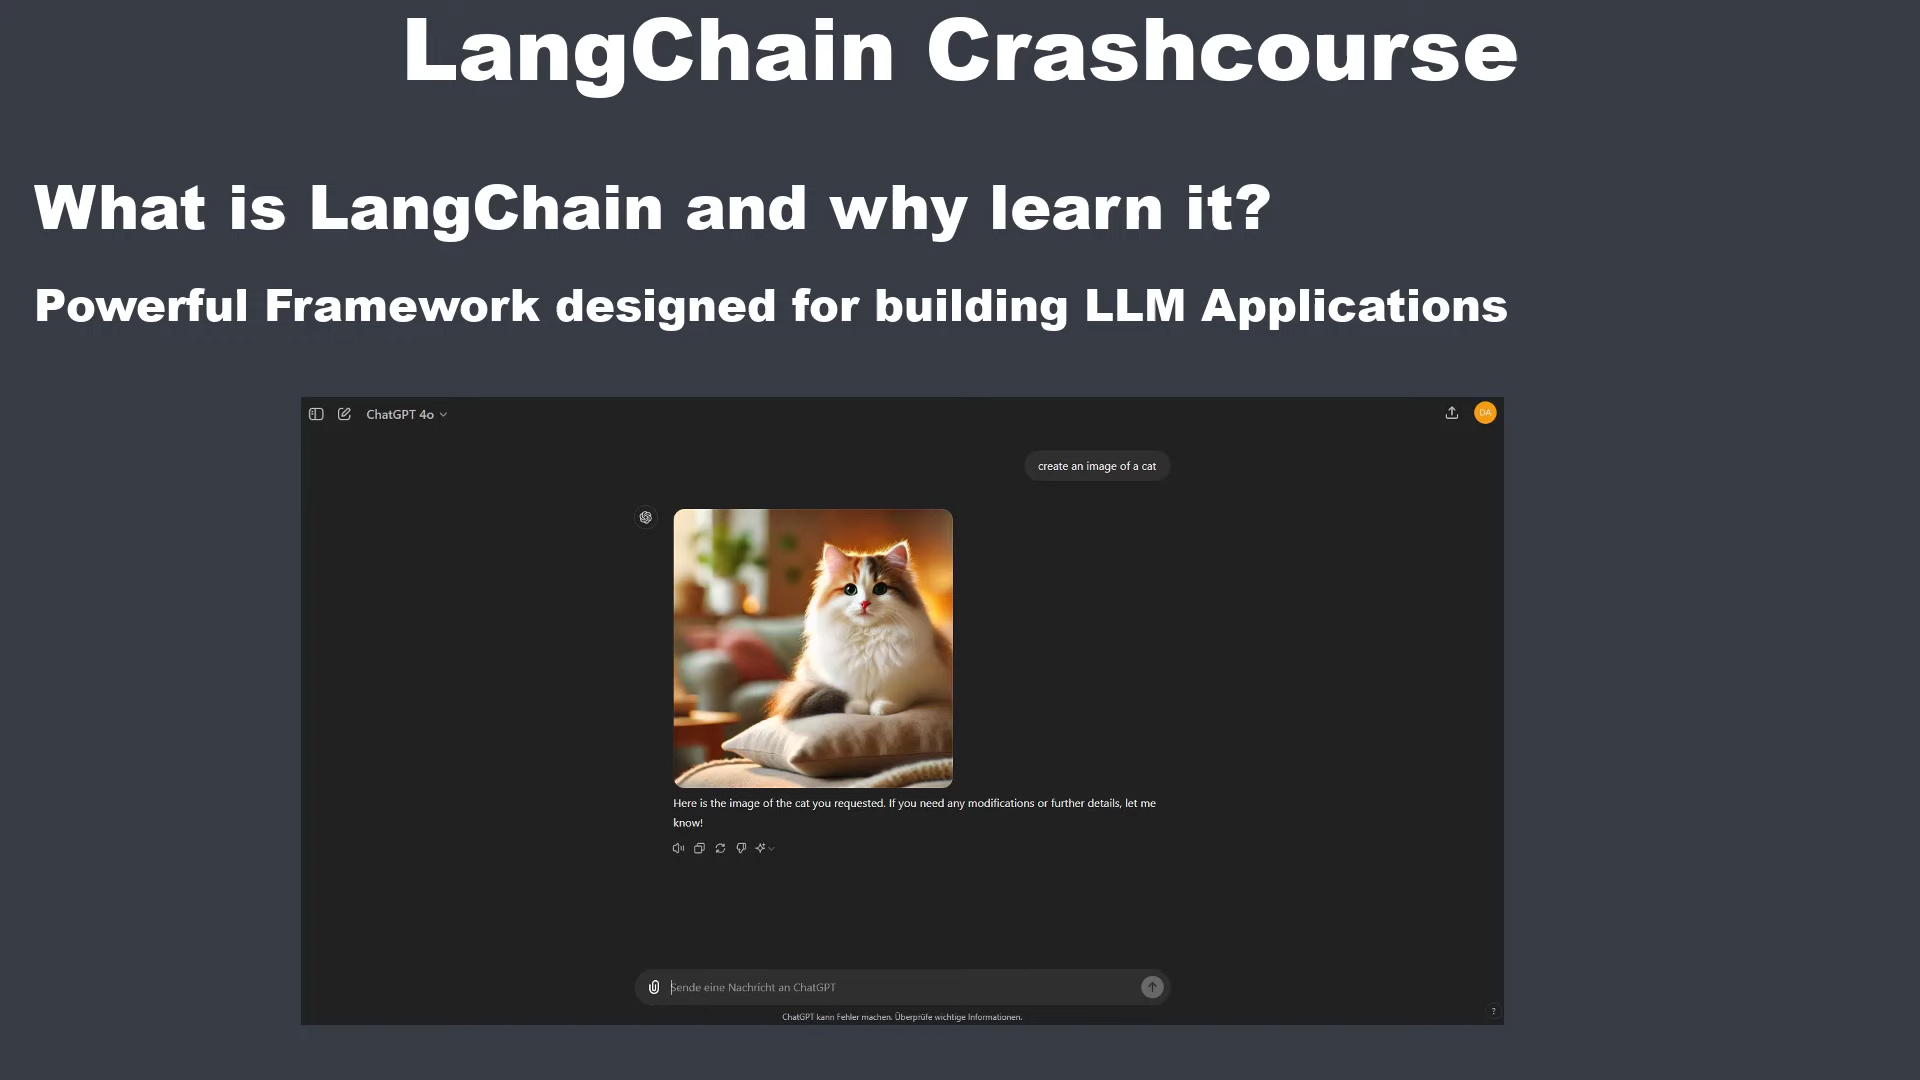 LangChain Crashcourse
What is LangChain and why learn it?
Powerful Framework designed for building LLM Applications
ChatGPT 4o
DA
create an image of a cat
Here is the image of the cat you requested. If you need any modifications or further details, let me
know!
Sende eine Nachricht an ChatGPT
ChatGPT kann Fehler machen. Überprüfe wichtige Informationen.
?